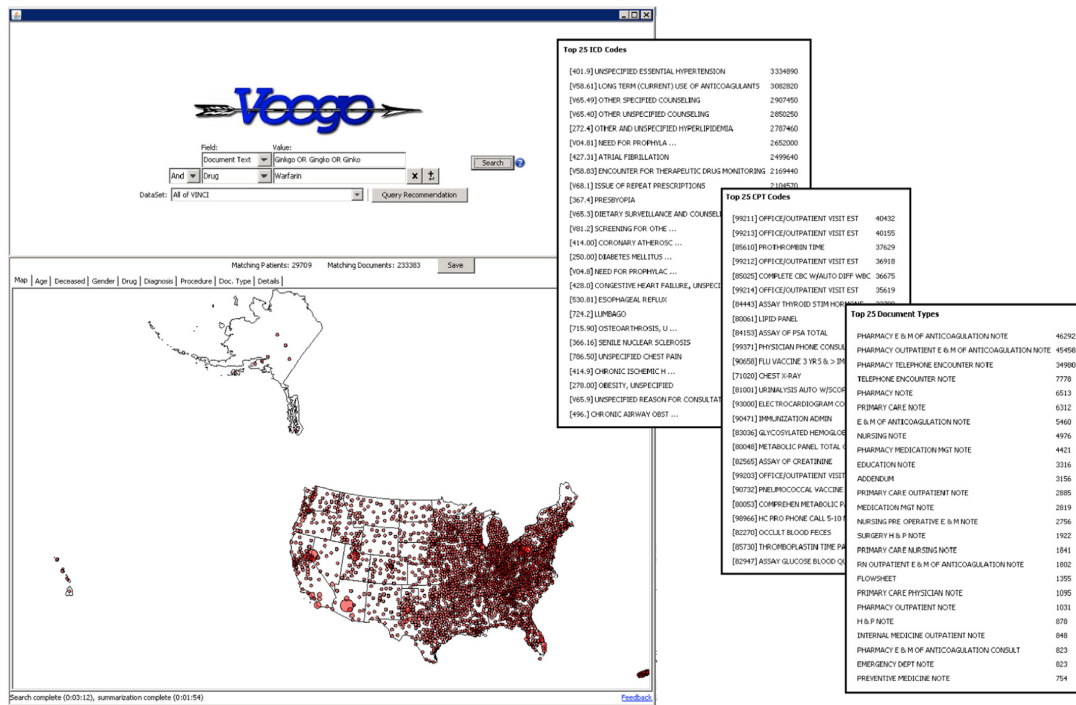 Voogo
Field: Value:
Document Text Ginkgo OR Gingko OR Ginko
And Drug Warfarin
Search
DataSet: All of VINCI Query Recommendation
Matching Patients: 29709 Matching Documents: 233383 Save
Map Age Deceased Gender Drug Diagnosis Procedure Doc. Type Details
Search complete (0:03:12), summarization complete (0:01:54) Feedback
Top 25 ICD Codes
[401.9] UNSPECIFIED ESSENTIAL HYPERTENSION 3334890
[V58.61] LONG TERM (CURRENT) USE OF ANTICOAGULANTS 3082820
[V65.49] OTHER SPECIFIED COUNSELING 2907450
[V65.40] OTHER UNSPECIFIED COUNSELING 2850250
[272.4] OTHER AND UNSPECIFIED HYPERLIPIDEMIA 2787460
[V04.81] NEED FOR PROPHYLA ... 2652000
[427.31] ATRIAL FIBRILLATION 2499640
[V58.83] ENCOUNTER FOR THERAPEUTIC DRUG MONITORING 2169440
[V68.1] ISSUE OF REPEAT PRESCRIPTIONS 2104570
[367.4] PRESBYOPIA
[V65.3] DIETARY SURVEILLANCE AND COUNSELI
[V81.2] SCREENING FOR OTHE ...
[414.00] CORONARY ATHEROSC ...
[250.00] DIABETES MELLITUS ...
[V04.8] NEED FOR PROPHYLAC ...
[428.0] CONGESTIVE HEART FAILURE, UNSPECI
[530.81] ESOPHAGEAL REFLUX
[724.2] LUMBAGO
[715.90] OSTEOARTHROSIS, U ...
[366.16] SENILE NUCLEAR SCLEROSIS
[786.50] UNSPECIFIED CHEST PAIN
[414.9] CHRONIC ISCHEMIC H ...
[278.00] OBESITY, UNSPECIFIED
[V65.9] UNSPECIFIED REASON FOR CONSULTAT
[496.] CHRONIC AIRWAY OBST ...
Top 25 CPT Codes
[99211] OFFICE/OUTPATIENT VISIT EST 40432
[99213] OFFICE/OUTPATIENT VISIT EST 40155
[85610] PROTHROMBIN TIME 37629
[99212] OFFICE/OUTPATIENT VISIT EST 36918
[85025] COMPLETE CBC W/AUTO DIFF WBC 36675
[99214] OFFICE/OUTPATIENT VISIT EST 35619
[84443] ASSAY THYROID STIM HORMONE
[80061] LIPID PANEL
[84153] ASSAY OF PSA TOTAL
[99371] PHYSICIAN PHONE CONSUL
[90658] FLU VACCINE 3 YRS & > IM
[71020] CHEST X-RAY
[81001] URINALYSIS AUTO W/SCOP
[93000] ELECTROCARDIOGRAM CO
[90471] IMMUNIZATION ADMIN
[83036] GLYCOSYLATED HEMOGLOB
[80048] METABOLIC PANEL TOTAL
[82565] ASSAY OF CREATININE
[99203] OFFICE/OUTPATIENT VISIT
[90732] PNEUMOCOCCAL VACCINE
[80053] COMPREHEN METABOLIC P
[98966] HC PRO PHONE CALL 5-10
[82270] OCCULT BLOOD FECES
[85730] THROMBOPLASTIN TIME PA
[82947] ASSAY GLUCOSE BLOOD QU
Top 25 Document Types
PHARMACY E & M OF ANTICOAGULATION NOTE 46292
PHARMACY OUTPATIENT E & M OF ANTICOAGULATION NOTE 45458
PHARMACY TELEPHONE ENCOUNTER NOTE 34980
TELEPHONE ENCOUNTER NOTE 7778
PHARMACY NOTE 6513
PRIMARY CARE NOTE 6312
E & M OF ANTICOAGULATION NOTE 5460
NURSING NOTE 4976
PHARMACY MEDICATION MGT NOTE 4421
EDUCATION NOTE 3316
ADDENDUM 3156
PRIMARY CARE OUTPATIENT NOTE 2885
MEDICATION MGT NOTE 2819
NURSING PRE OPERATIVE E & M NOTE 2756
SURGERY H & P NOTE 1922
PRIMARY CARE NURSING NOTE 1841
RN OUTPATIENT E & M OF ANTICOAGULATION NOTE 1802
FLOWSHEET 1355
PRIMARY CARE PHYSICIAN NOTE 1095
PHARMACY OUTPATIENT NOTE 1031
H & P NOTE 878
INTERNAL MEDICINE OUTPATIENT NOTE 848
PHARMACY E & M OF ANTICOAGULATION CONSULT 823
EMERGENCY DEPT NOTE 823
PREVENTIVE MEDICINE NOTE 754